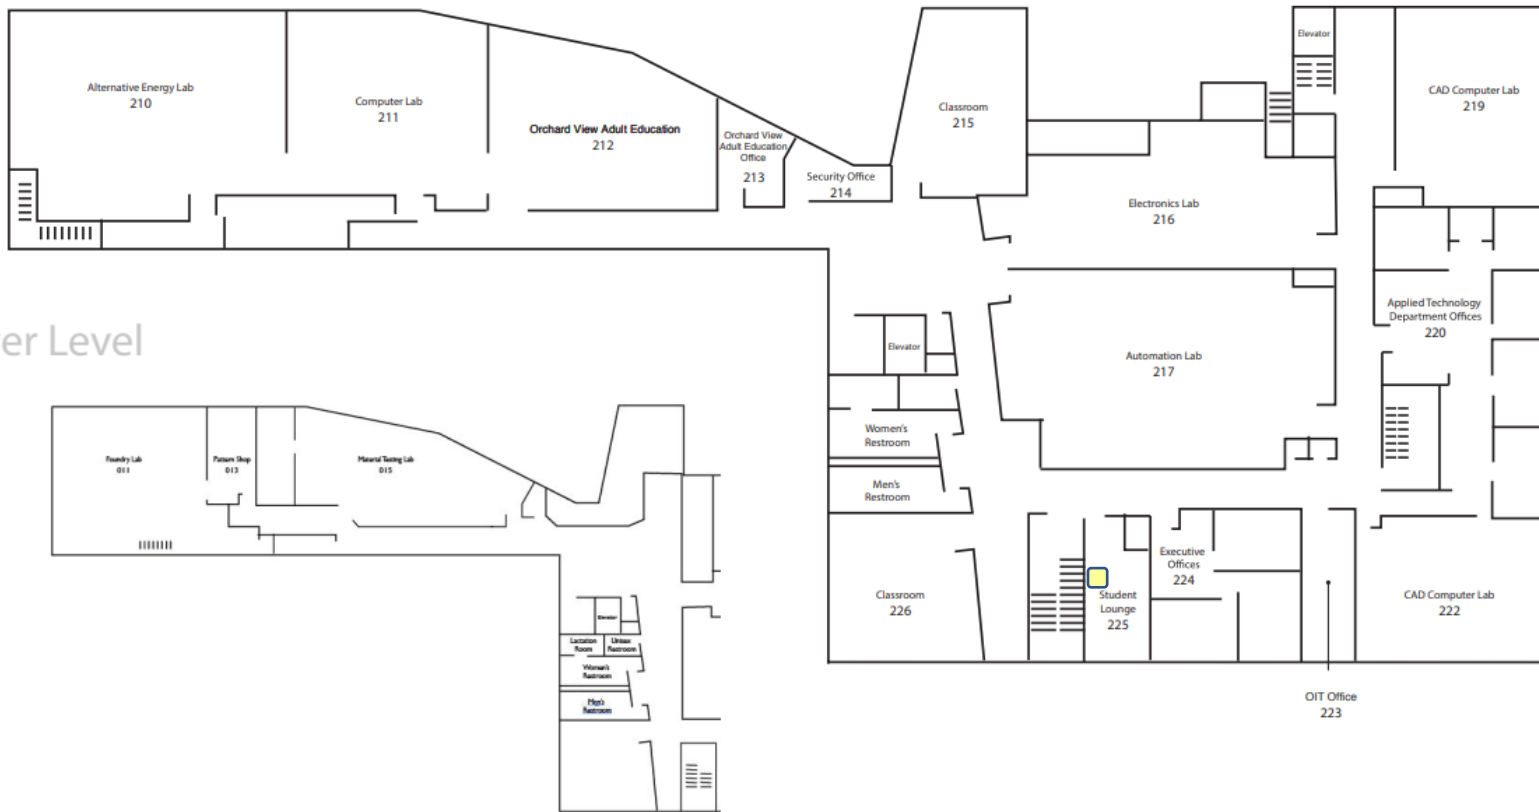 Alternative Energy Lab
210
Computer Lab
211
Orchard View Adult Education
212
Orchard View
Adult Education
Office
213
Security Office
214
Classroom
215
Elevator
CAD Computer Lab
219
Electronics Lab
216
Elevator
Automation Lab
217
Applied Technology
Department Offices
220
Women's
Restroom
Men's
Restroom
Classroom
226
Student
Lounge
225
Executive
Offices
224
CAD Computer Lab
222
OIT Office
223
er Level
Foundry Lab
011
Pattern Shop
013
Material Testing Lab
015
Elevator
Lactation
Room
Unisex
Restroom
Women's
Restroom
Men's
Restroom